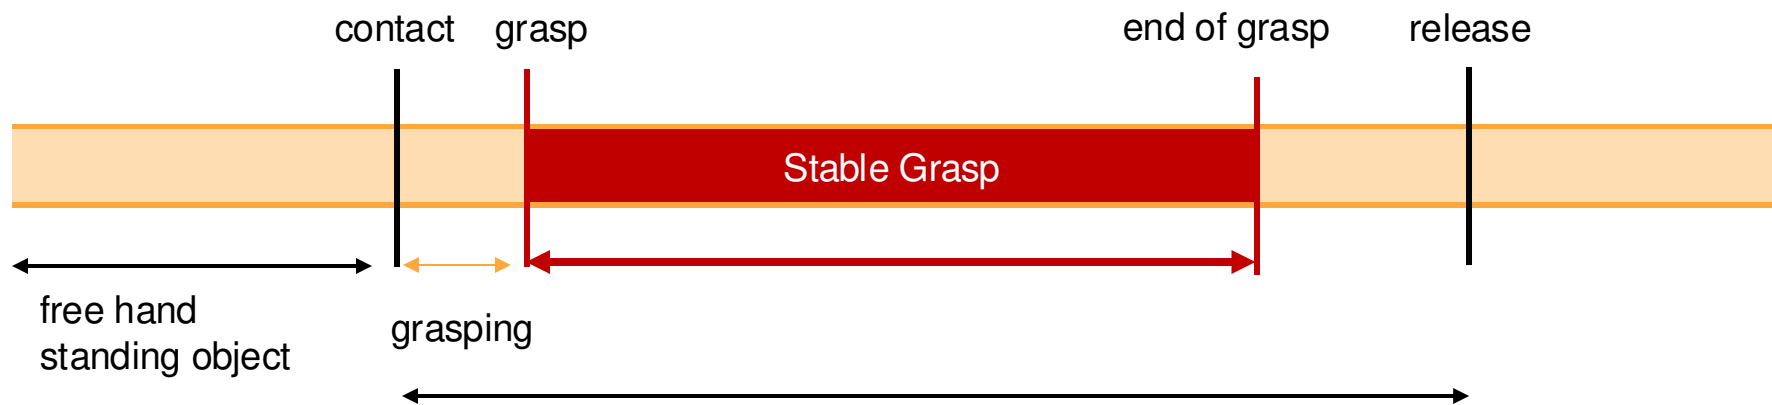 contact
grasp
end of grasp
release
Stable Grasp
free hand
standing object
grasping